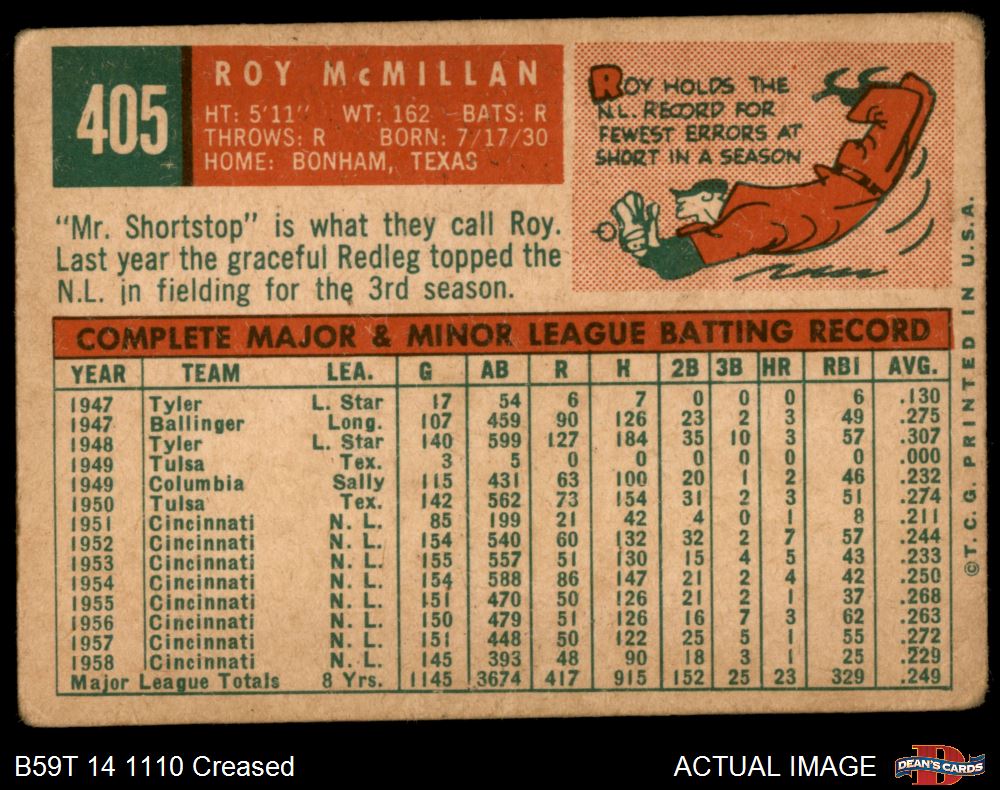 405
ROY McMILLAN
HT: 5'11" WT: 162 BATS: R
THROWS: R BORN: 7/17/30
HOME: BONHAM, TEXAS
ROY HOLDS THE
N.L. RECORD FOR
FEWEST ERRORS AT
SHORT IN A SEASON
"Mr. Shortstop" is what they call Roy.
Last year the graceful Redleg topped the
N.L. in fielding for the 3rd season.
COMPLETE MAJOR & MINOR LEAGUE BATTING RECORD
YEAR TEAM LEA. G AB R H 2B 3B HR RBI AVG.
1947 Tyler L. Star 17 54 6 7 0 0 0 6 .130
1947 Ballinger Long. 107 459 90 126 23 2 3 49 .275
1948 Tyler L. Star 140 599 127 184 35 10 3 57 .307
1949 Tulsa Tex. 3 5 0 0 0 0 0 0 .000
1949 Columbia Sally 115 431 63 100 20 1 2 46 .232
1950 Tulsa Tex. 142 562 73 154 31 2 3 51 .274
1951 Cincinnati N. L. 85 199 21 42 4 0 1 8 .211
1952 Cincinnati N. L. 154 540 60 132 32 2 7 57 .244
1953 Cincinnati N. L. 155 557 51 130 15 4 5 43 .233
1954 Cincinnati N. L. 154 588 86 147 21 2 4 42 .250
1955 Cincinnati N. L. 151 470 50 126 21 2 1 37 .268
1956 Cincinnati N. L. 150 479 51 126 16 7 3 62 .263
1957 Cincinnati N. L. 151 448 50 122 25 5 1 55 .272
1958 Cincinnati N. L. 145 393 48 90 18 3 1 25 .229
Major League Totals 8 Yrs. 1145 3674 417 915 152 25 23 329 .249
©T. C. G. PRINTED IN U.S.A.
B59T 14 1110 Creased
ACTUAL IMAGE
DEAN'S CARDS